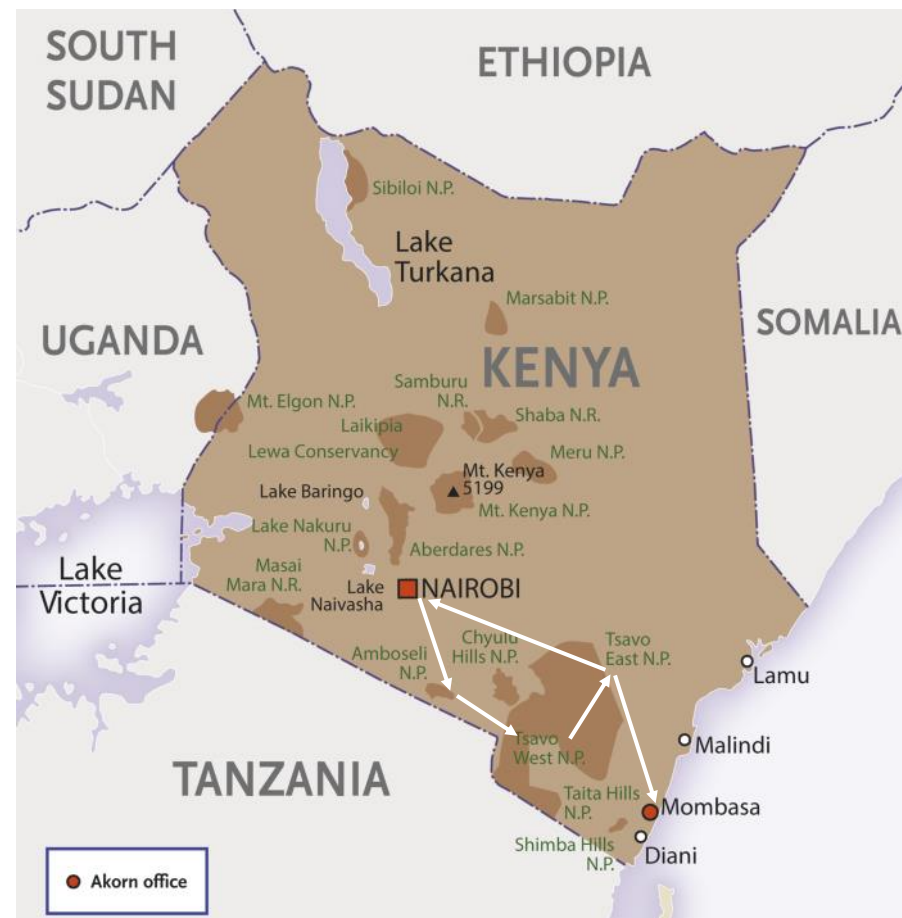 SOUTH
SUDAN
ETHIOPIA
Sibiloi N.P.
Lake
Turkana
Marsabit N.P.
SOMALIA
UGANDA
KENYA
Samburu
N.R.
Mt. Elgon N.P.
Laikipia
Shaba N.R.
Lewa Conservancy
Meru N.P.
Mt. Kenya
5199
Lake Baringo
Mt. Kenya N.P.
Lake Nakuru
N.P.
Aberdares N.P.
Masai
Mara N.R.
Lake
Victoria
Lake
Naivasha
NAIROBI
Chyulu
Hills N.P.
Tsavo
East N.P.
Amboseli
N.P.
Lamu
Tsavo
West N.P.
Malindi
TANZANIA
Taita Hills
N.P.
Mombasa
Shimba Hills
N.P.
Diani
Akorn office